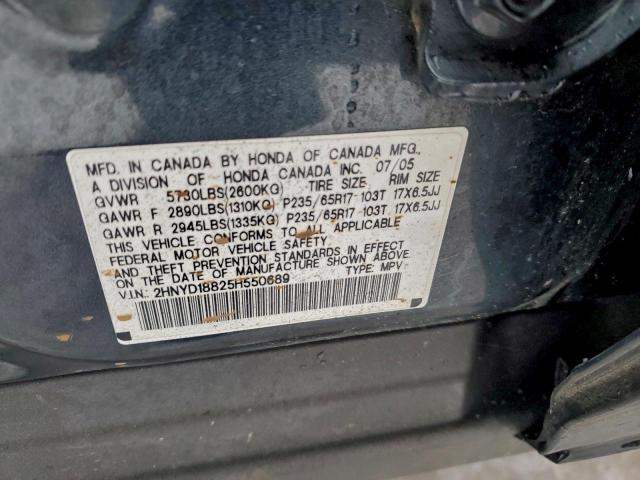 MFD. IN CANADA BY HONDA OF CANADA MFG.,
A DIVISION OF HONDA CANADA INC. 07/05
GVWR 5730LBS(2600KG) TIRE SIZE RIM SIZE
GAWR F 2890LBS(1310KG) P235/65R17 103T 17X6.5JJ
GAWR R 2945LBS(1335KG) P235/65R17 103T 17X6.5JJ
THIS VEHICLE CONFORMS TO ALL APPLICABLE
FEDERAL MOTOR VEHICLE SAFETY
AND THEFT PREVENTION STANDARDS IN EFFECT
ON THE DATE OF MANUFACTURE SHOWN ABOVE.
V.I.N.: 2HNYD18825H550689 TYPE: MPV